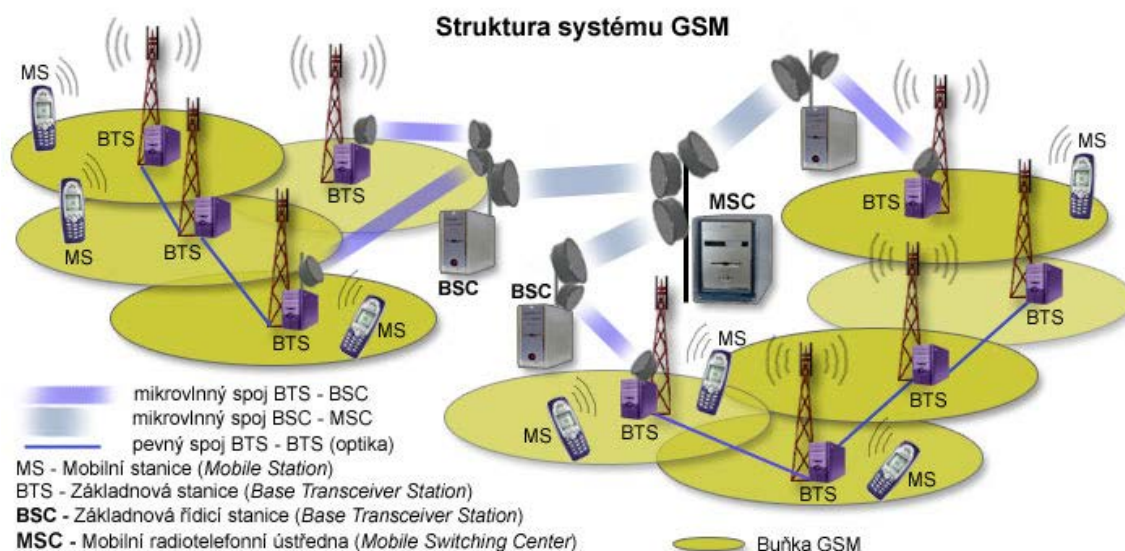 Struktura systému GSM
MS
BTS
BTS
MS
BTS
BTS
MS
BSC
BSC
MSC
BTS
MS
BTS
MS
MS
BTS
BTS
BTS
MS
mikrovlnný spoj BTS - BSC
mikrovlnný spoj BSC - MSC
pevný spoj BTS - BTS (optika)
MS - Mobilní stanice (Mobile Station)
BTS - Základnová stanice (Base Transceiver Station)
BSC - Základnová řídicí stanice (Base Transceiver Station)
MSC - Mobilní radiotelefonní ústředna (Mobile Switching Center)
Buňka GSM